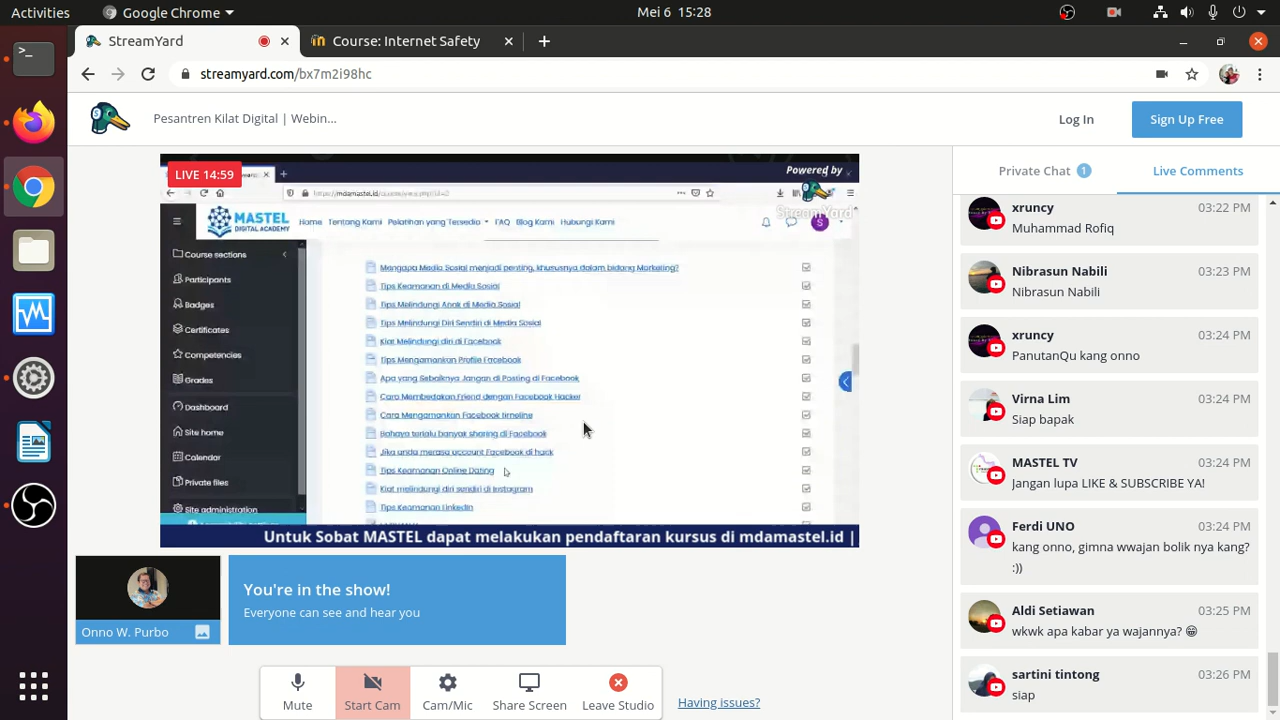 Activities
Google Chrome
Mei 6 15:28
StreamYard
Course: Internet Safety
streamyard.com/bx7m2i98hc
Pesantren Kilat Digital | Webin...
Log In
Sign Up Free
LIVE 14:59
Powered by
StreamYard
MASTEL
DIGITAL ACADEMY
Home Tentang Kami Pelatihan yang Tersedia FAQ Blog Kami Hubungi Kami
S
Course sections
Participants
Badges
Certificates
Competencies
Grades
Dashboard
Site home
Calendar
Private files
Site administration
Mengapa Media Sosial menjadi penting, khususnya dalam bidang Marketing?
Tips Keamanan di Media Sosial
Tips Melindungi Anak di Media Sosial
Tips Melindungi Diri Sendiri di Media Sosial
Kiat Melindungi diri di Facebook
Tips Mengamankan Profile Facebook
Apa yang Sebaiknya Jangan di Posting di Facebook
Cara Membedakan Friend dengan Facebook Hacker
Cara Mengamankan Facebook timeline
Bahaya terlalu banyak sharing di Facebook
Jika anda merasa account Facebook di hack
Tips Keamanan Online Dating
Kiat melindungi diri sendiri di Instagram
Tips Keamanan LinkedIn
Untuk Sobat MASTEL dapat melakukan pendaftaran kursus di mdamastel.id |
Onno W. Purbo
You're in the show!
Everyone can see and hear you
Mute
Start Cam
Cam/Mic
Share Screen
Leave Studio
Having issues?
Private Chat 1
Live Comments
xruncy 03:22 PM
Muhammad Rofiq
Nibrasun Nabili 03:23 PM
Nibrasun Nabili
xruncy 03:24 PM
PanutanQu kang onno
Virna Lim 03:24 PM
Siap bapak
MASTEL TV 03:24 PM
Jangan lupa LIKE & SUBSCRIBE YA!
Ferdi UNO 03:24 PM
kang onno, gimna wwajan bolik nya kang?
:))
Aldi Setiawan 03:25 PM
wkwk apa kabar ya wajannya? 😁
sartini tintong 03:26 PM
siap